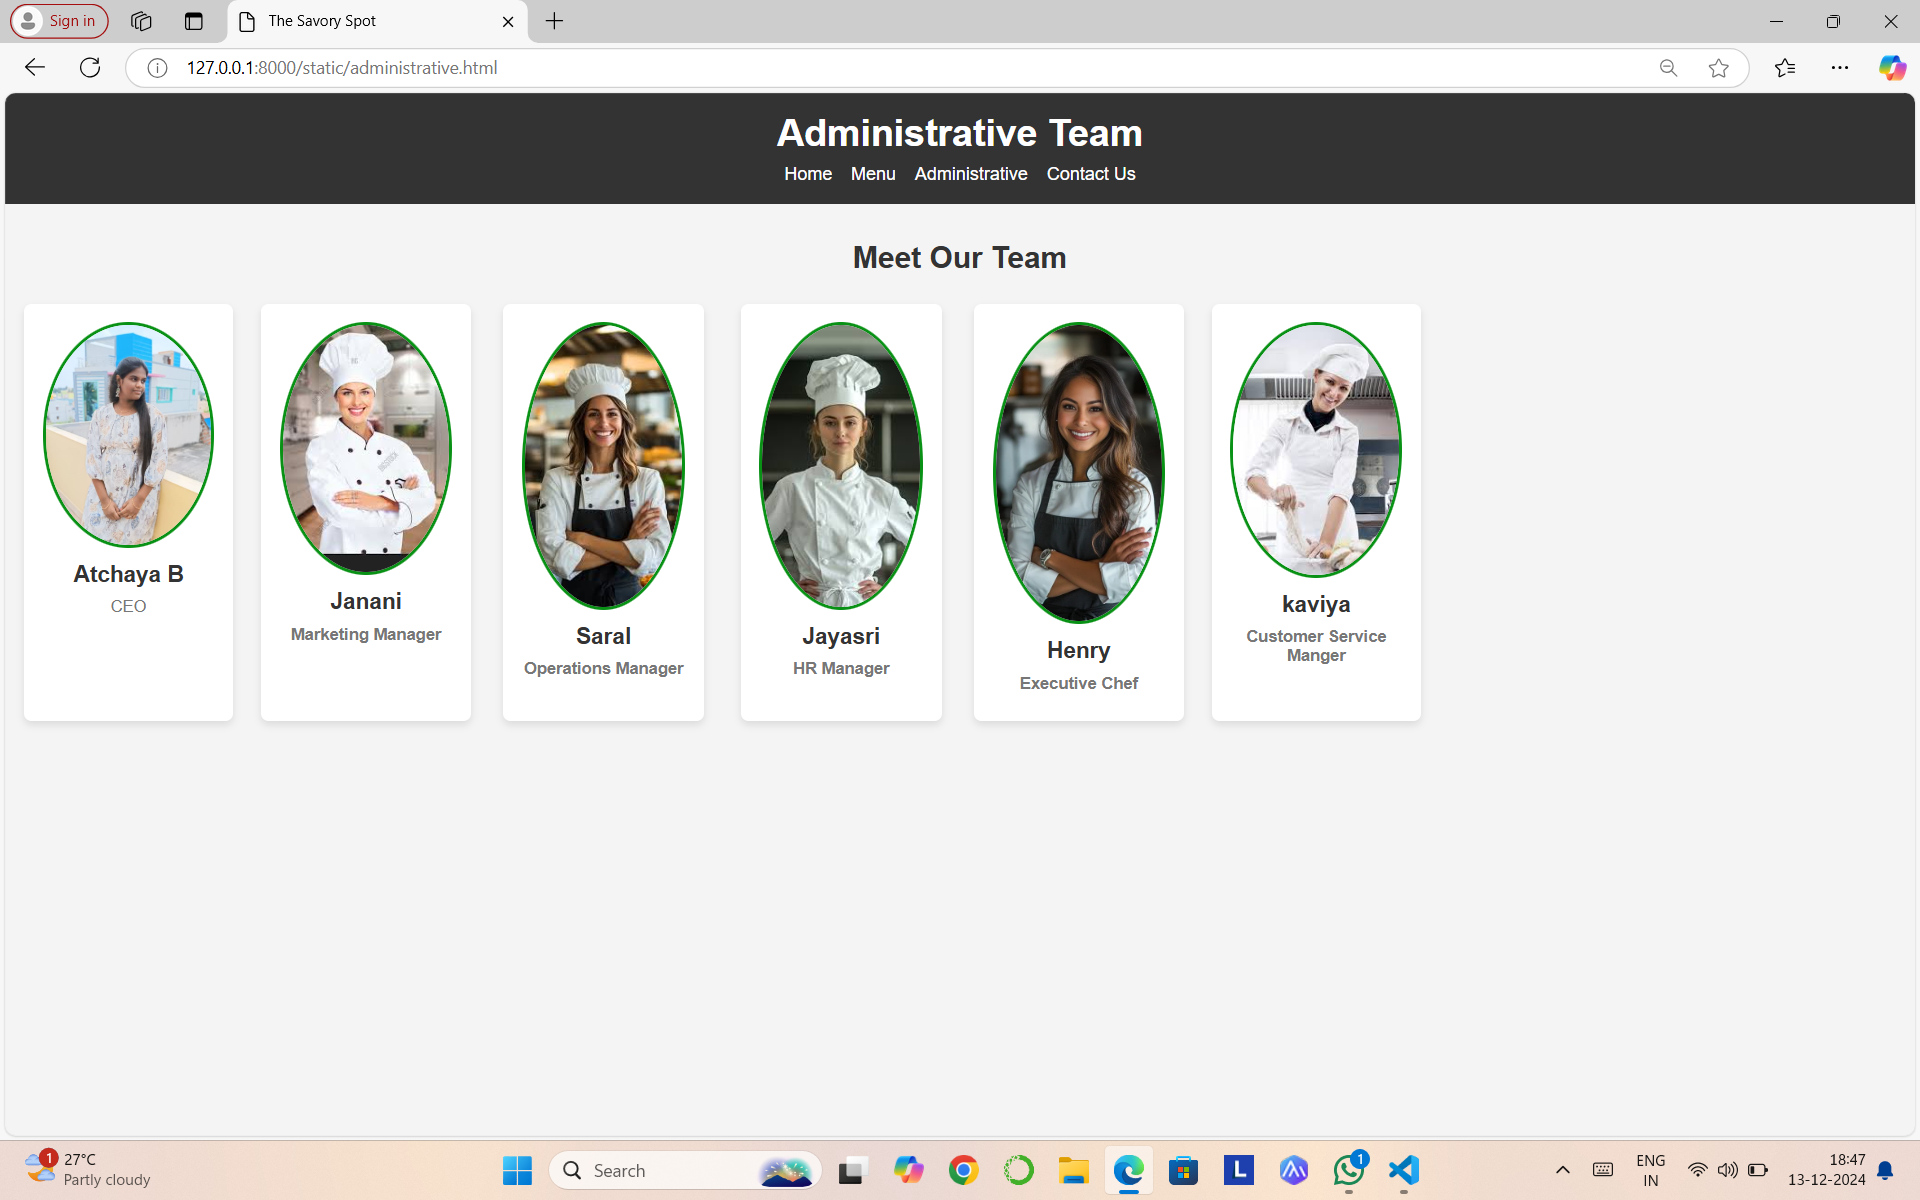 Sign in
The Savory Spot
127.0.0.1:8000/static/administrative.html
Administrative Team
Home Menu Administrative Contact Us
Meet Our Team
Atchaya B
CEO
Janani
Marketing Manager
Saral
Operations Manager
Jayasri
HR Manager
Henry
Executive Chef
kaviya
Customer Service
Manger
1
27°C
Partly cloudy
Search
L
1
ENG
IN
18:47
13-12-2024